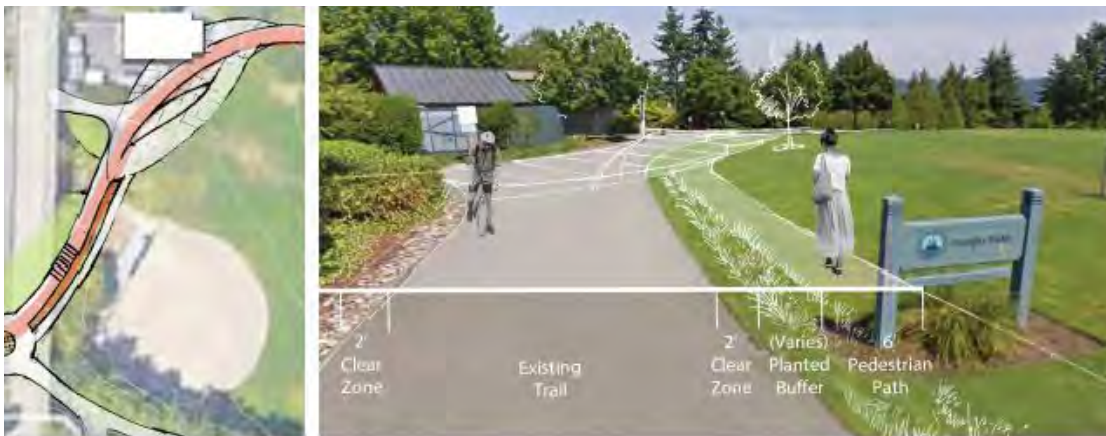 2'
Clear
Zone
Existing
Trail
2'
Clear
Zone
(Varies)
Planted
Buffer
6'
Pedestrian
Path